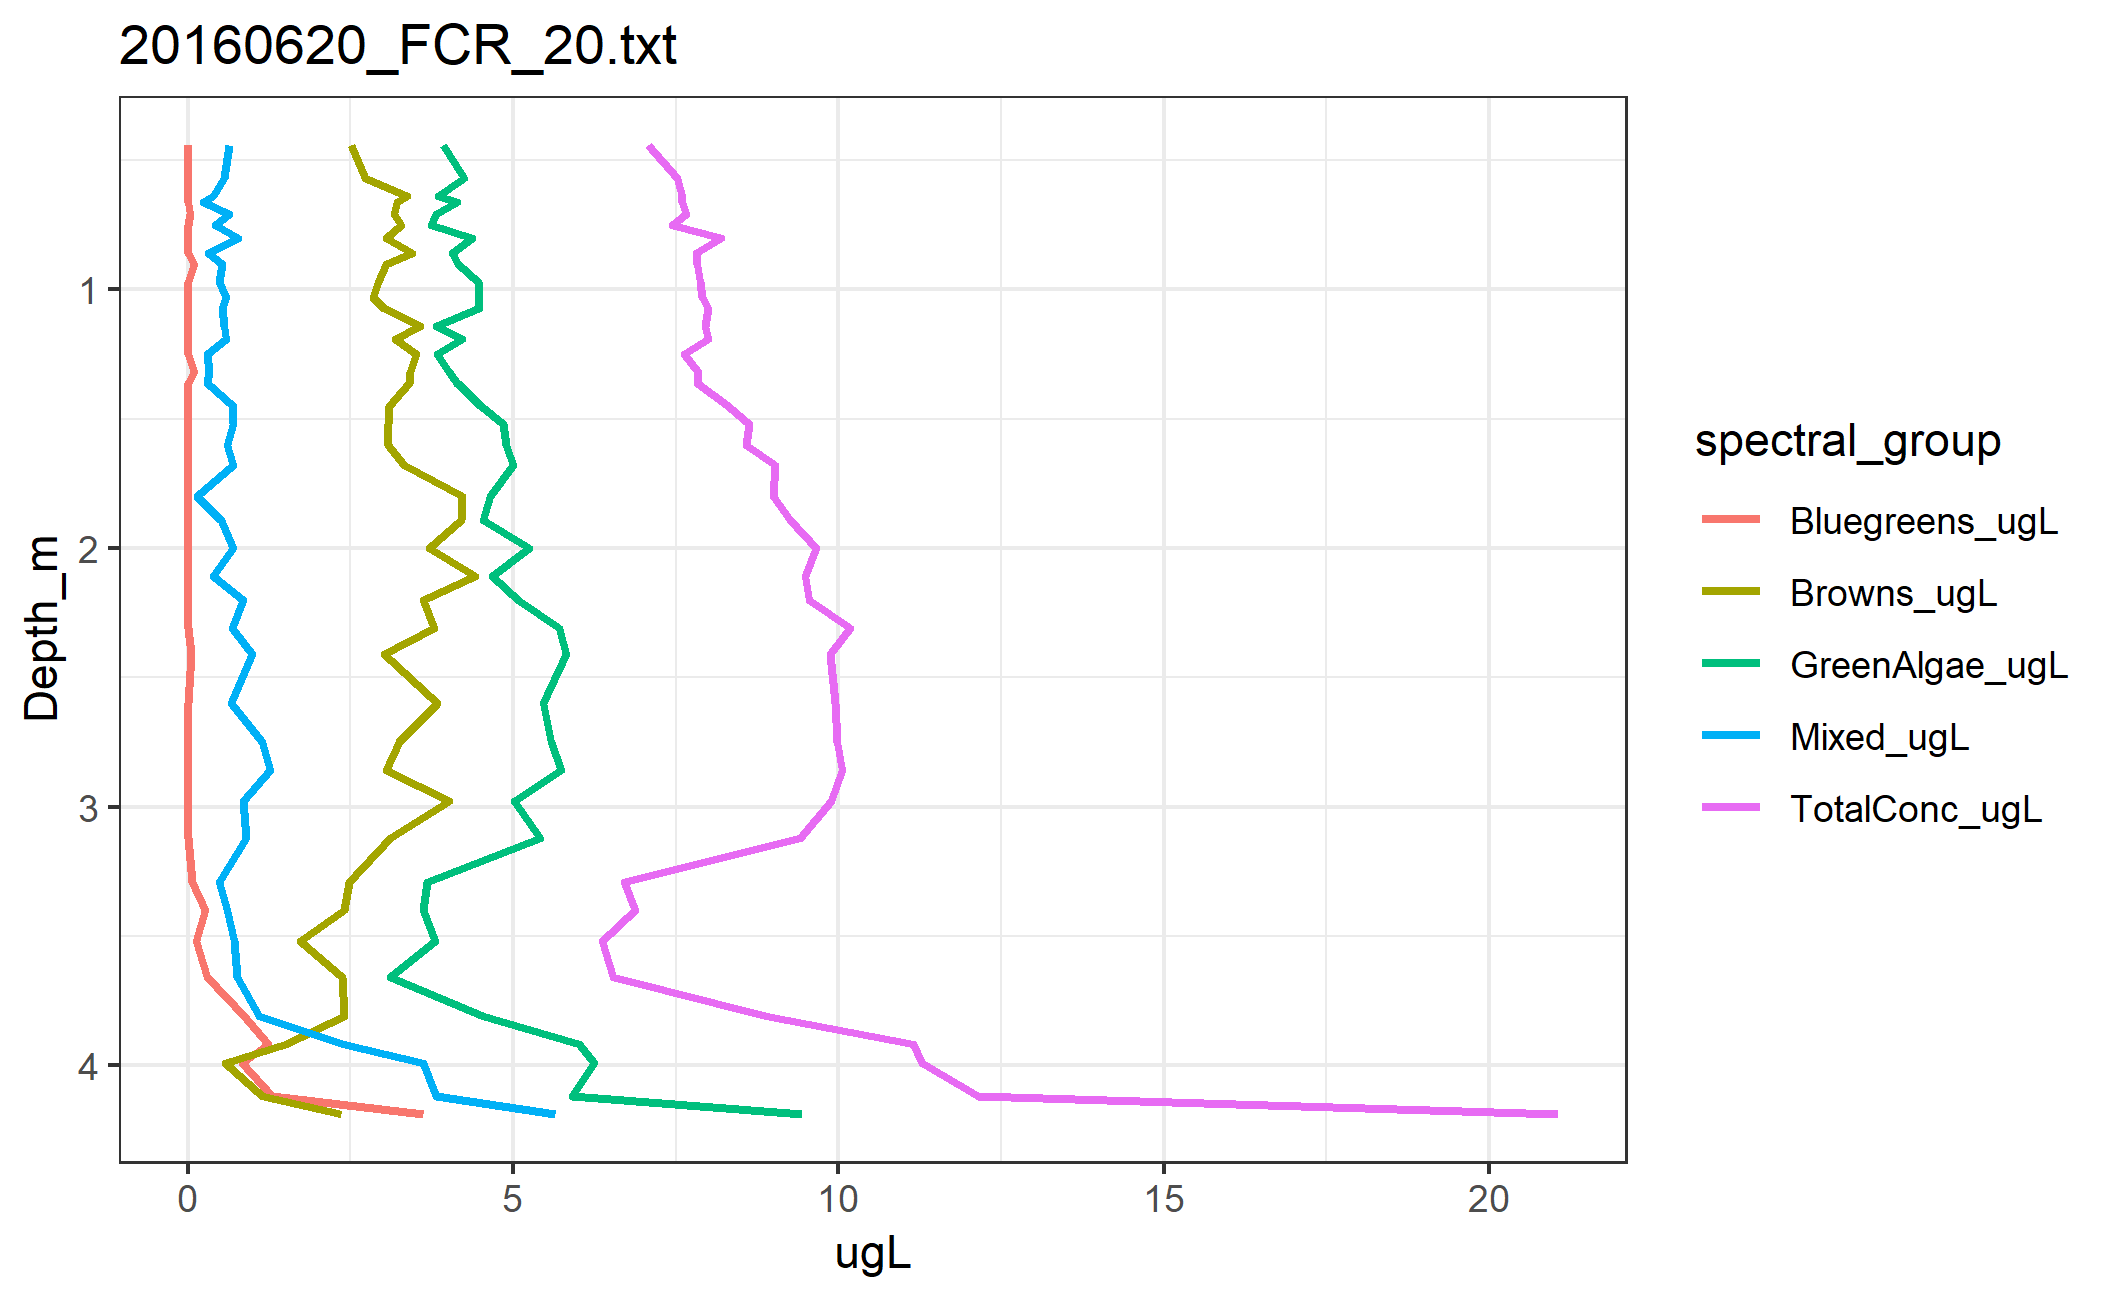 20160620_FCR_20.txt
1
2
3
4
Depth_m
0 5 10 15 20
ugL
spectral_group
Bluegreens_ugL
Browns_ugL
GreenAlgae_ugL
Mixed_ugL
TotalConc_ugL